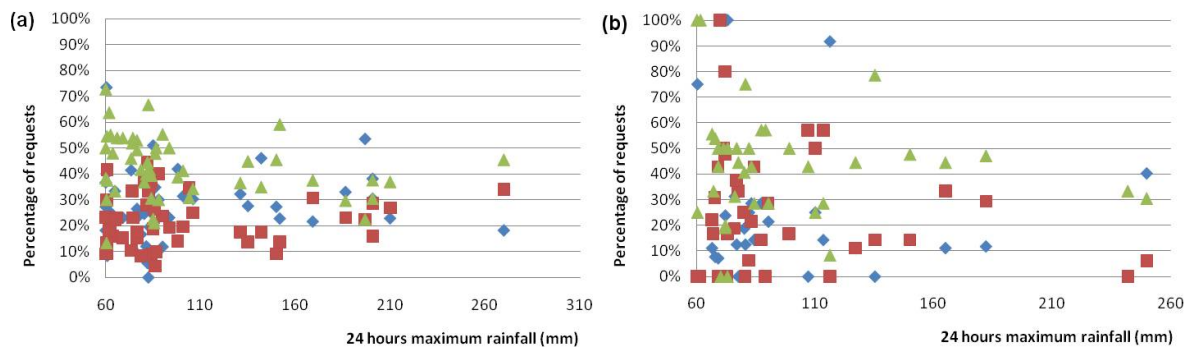 (a)
Percentage of requests
100%
90%
80%
70%
60%
50%
40%
30%
20%
10%
0%
60 110 160 210 260 310
24 hours maximum rainfall (mm)
(b)
Percentage of requests
100%
90%
80%
70%
60%
50%
40%
30%
20%
10%
0%
60 110 160 210 260
24 hours maximum rainfall (mm)